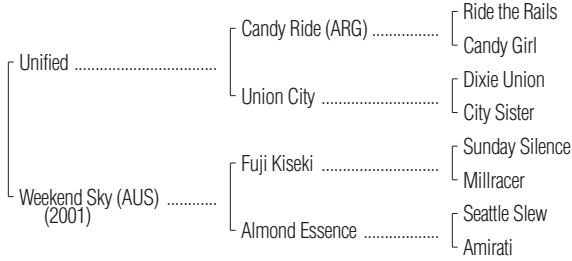 Ride the Rails
Candy Ride (ARG) ................
Candy Girl
Unified ..................................
Dixie Union
Union City ............................
City Sister
Sunday Silence
Fuji Kiseki ............................
Millracer
Weekend Sky (AUS) ............
(2001)
Seattle Slew
Almond Essence ..................
Amirati